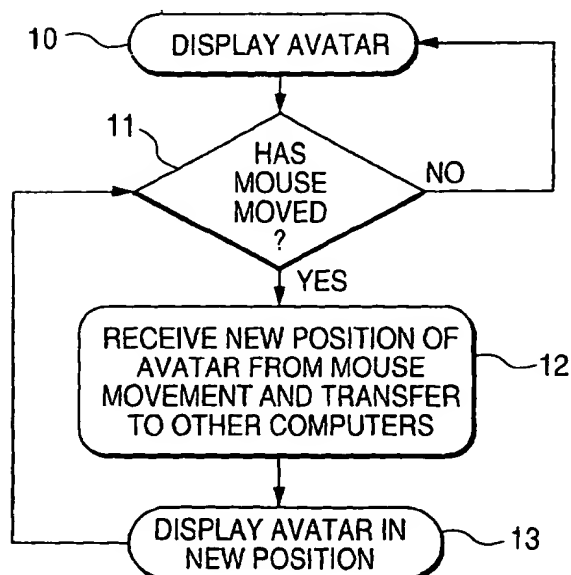 10
DISPLAY AVATAR
11
HAS
MOUSE
MOVED
?
NO
YES
RECEIVE NEW POSITION OF
AVATAR FROM MOUSE
MOVEMENT AND TRANSFER
TO OTHER COMPUTERS
12
DISPLAY AVATAR IN
NEW POSITION
13